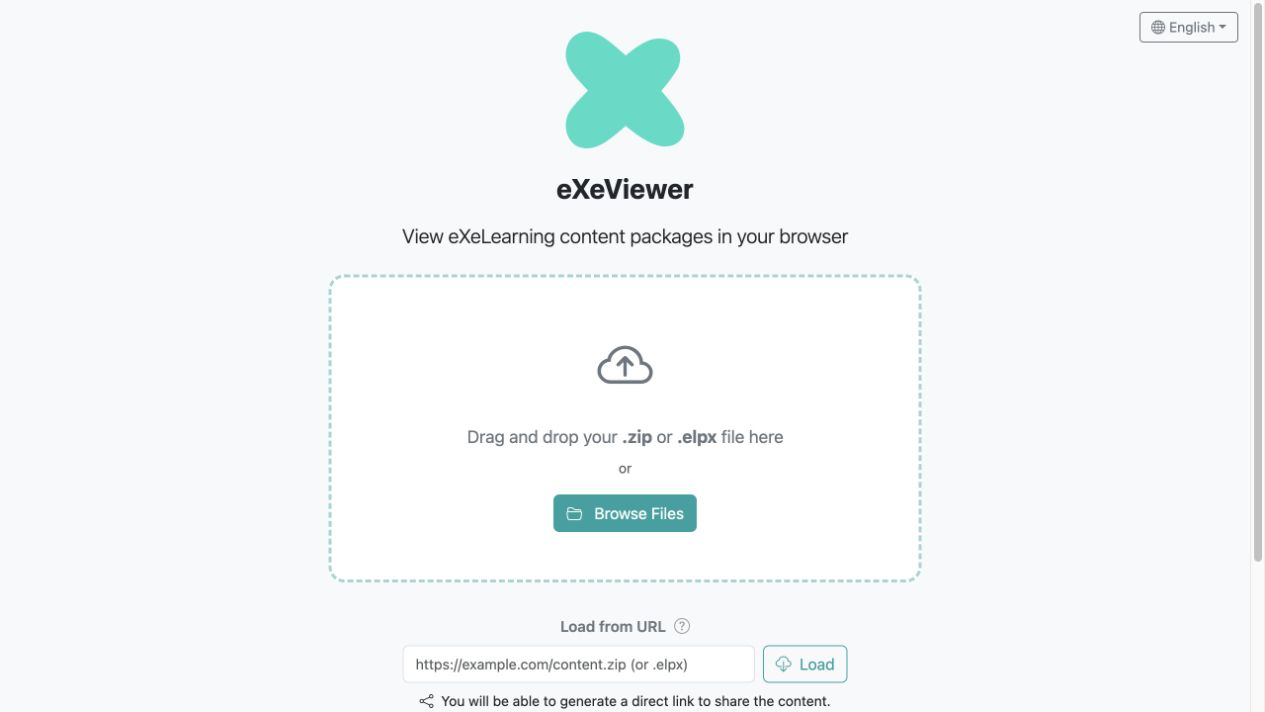 English
eXeViewer
View eXeLearning content packages in your browser
Drag and drop your .zip or .elpx file here
or
Browse Files
Load from URL ?
https://example.com/content.zip (or .elpx)
Load
You will be able to generate a direct link to share the content.